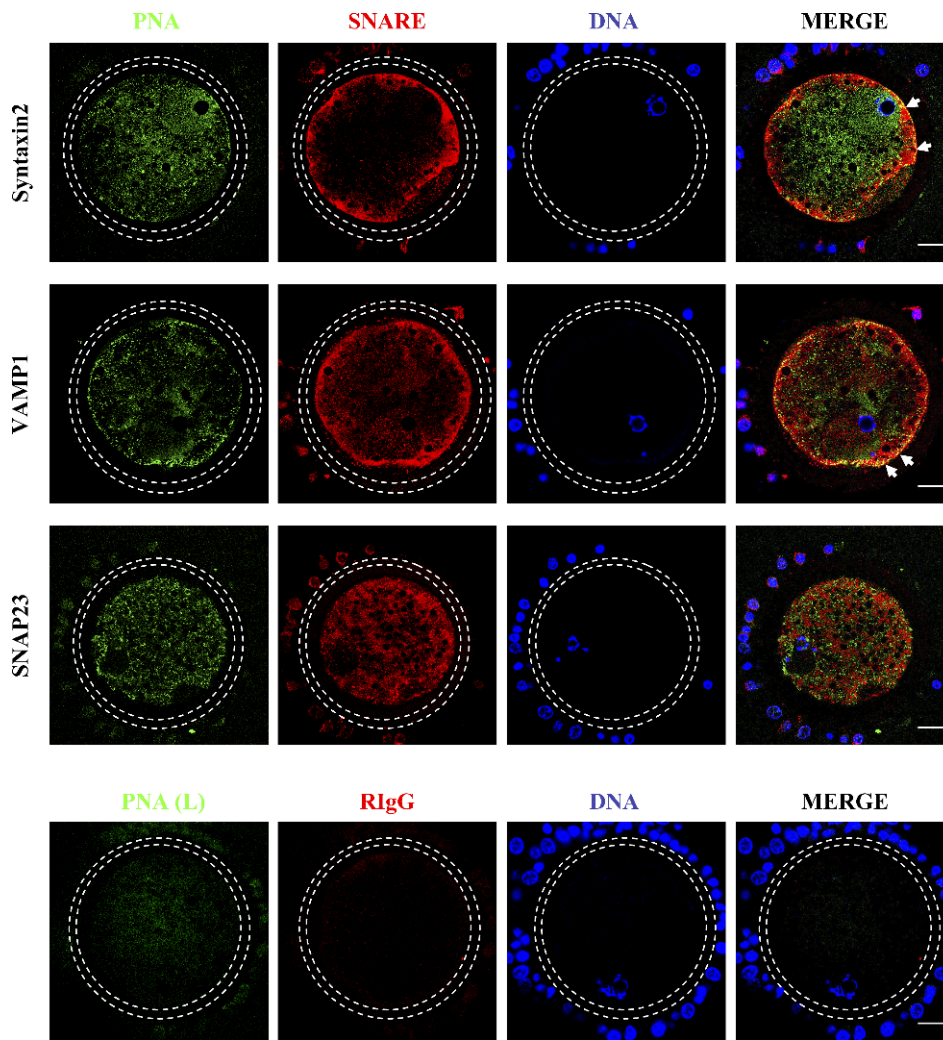 PNA SNARE DNA MERGE
Syntaxin2
VAMP1
SNAP23
PNA (L) RIgG DNA MERGE